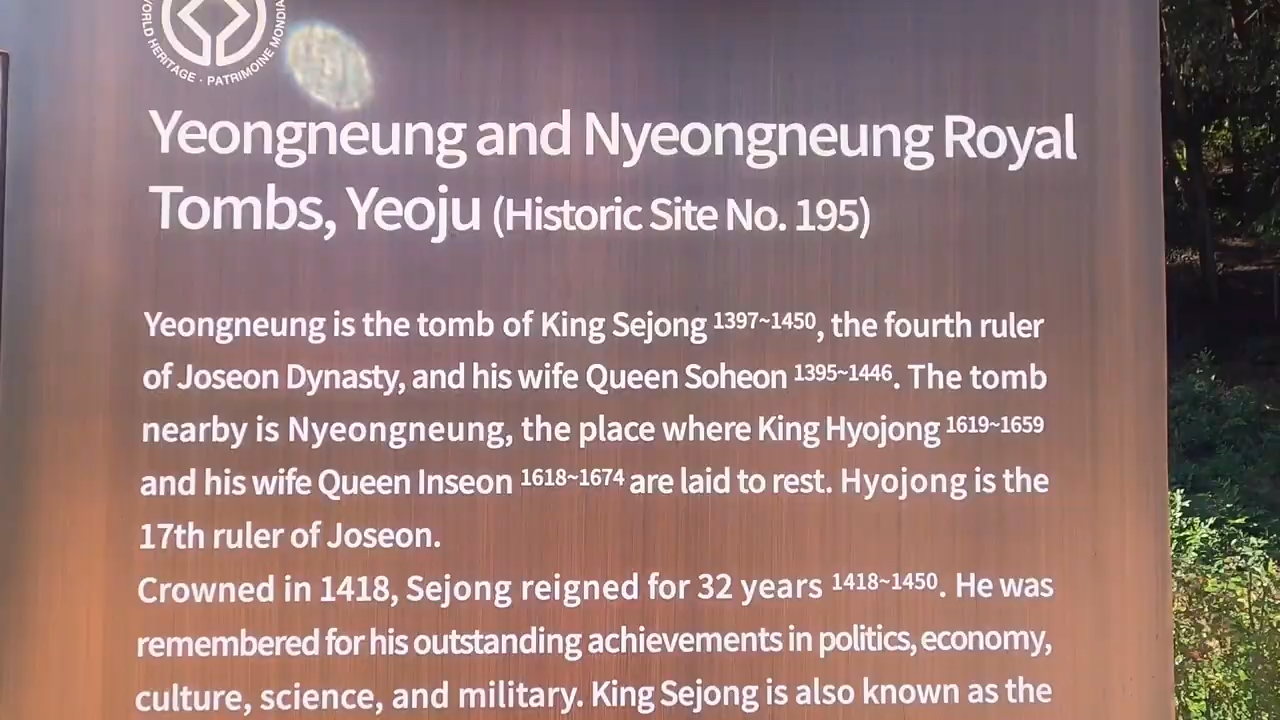 WORLD HERITAGE · PATRIMOINE MONDIA
Yeongneung and Nyeongneung Royal
Tombs, Yeoju (Historic Site No. 195)
Yeongneung is the tomb of King Sejong 1397~1450, the fourth ruler
of Joseon Dynasty, and his wife Queen Soheon 1395~1446. The tomb
nearby is Nyeongneung, the place where King Hyojong 1619~1659
and his wife Queen Inseon 1618~1674 are laid to rest. Hyojong is the
17th ruler of Joseon.
Crowned in 1418, Sejong reigned for 32 years 1418~1450. He was
remembered for his outstanding achievements in politics, economy,
culture, science, and military. King Sejong is also known as the